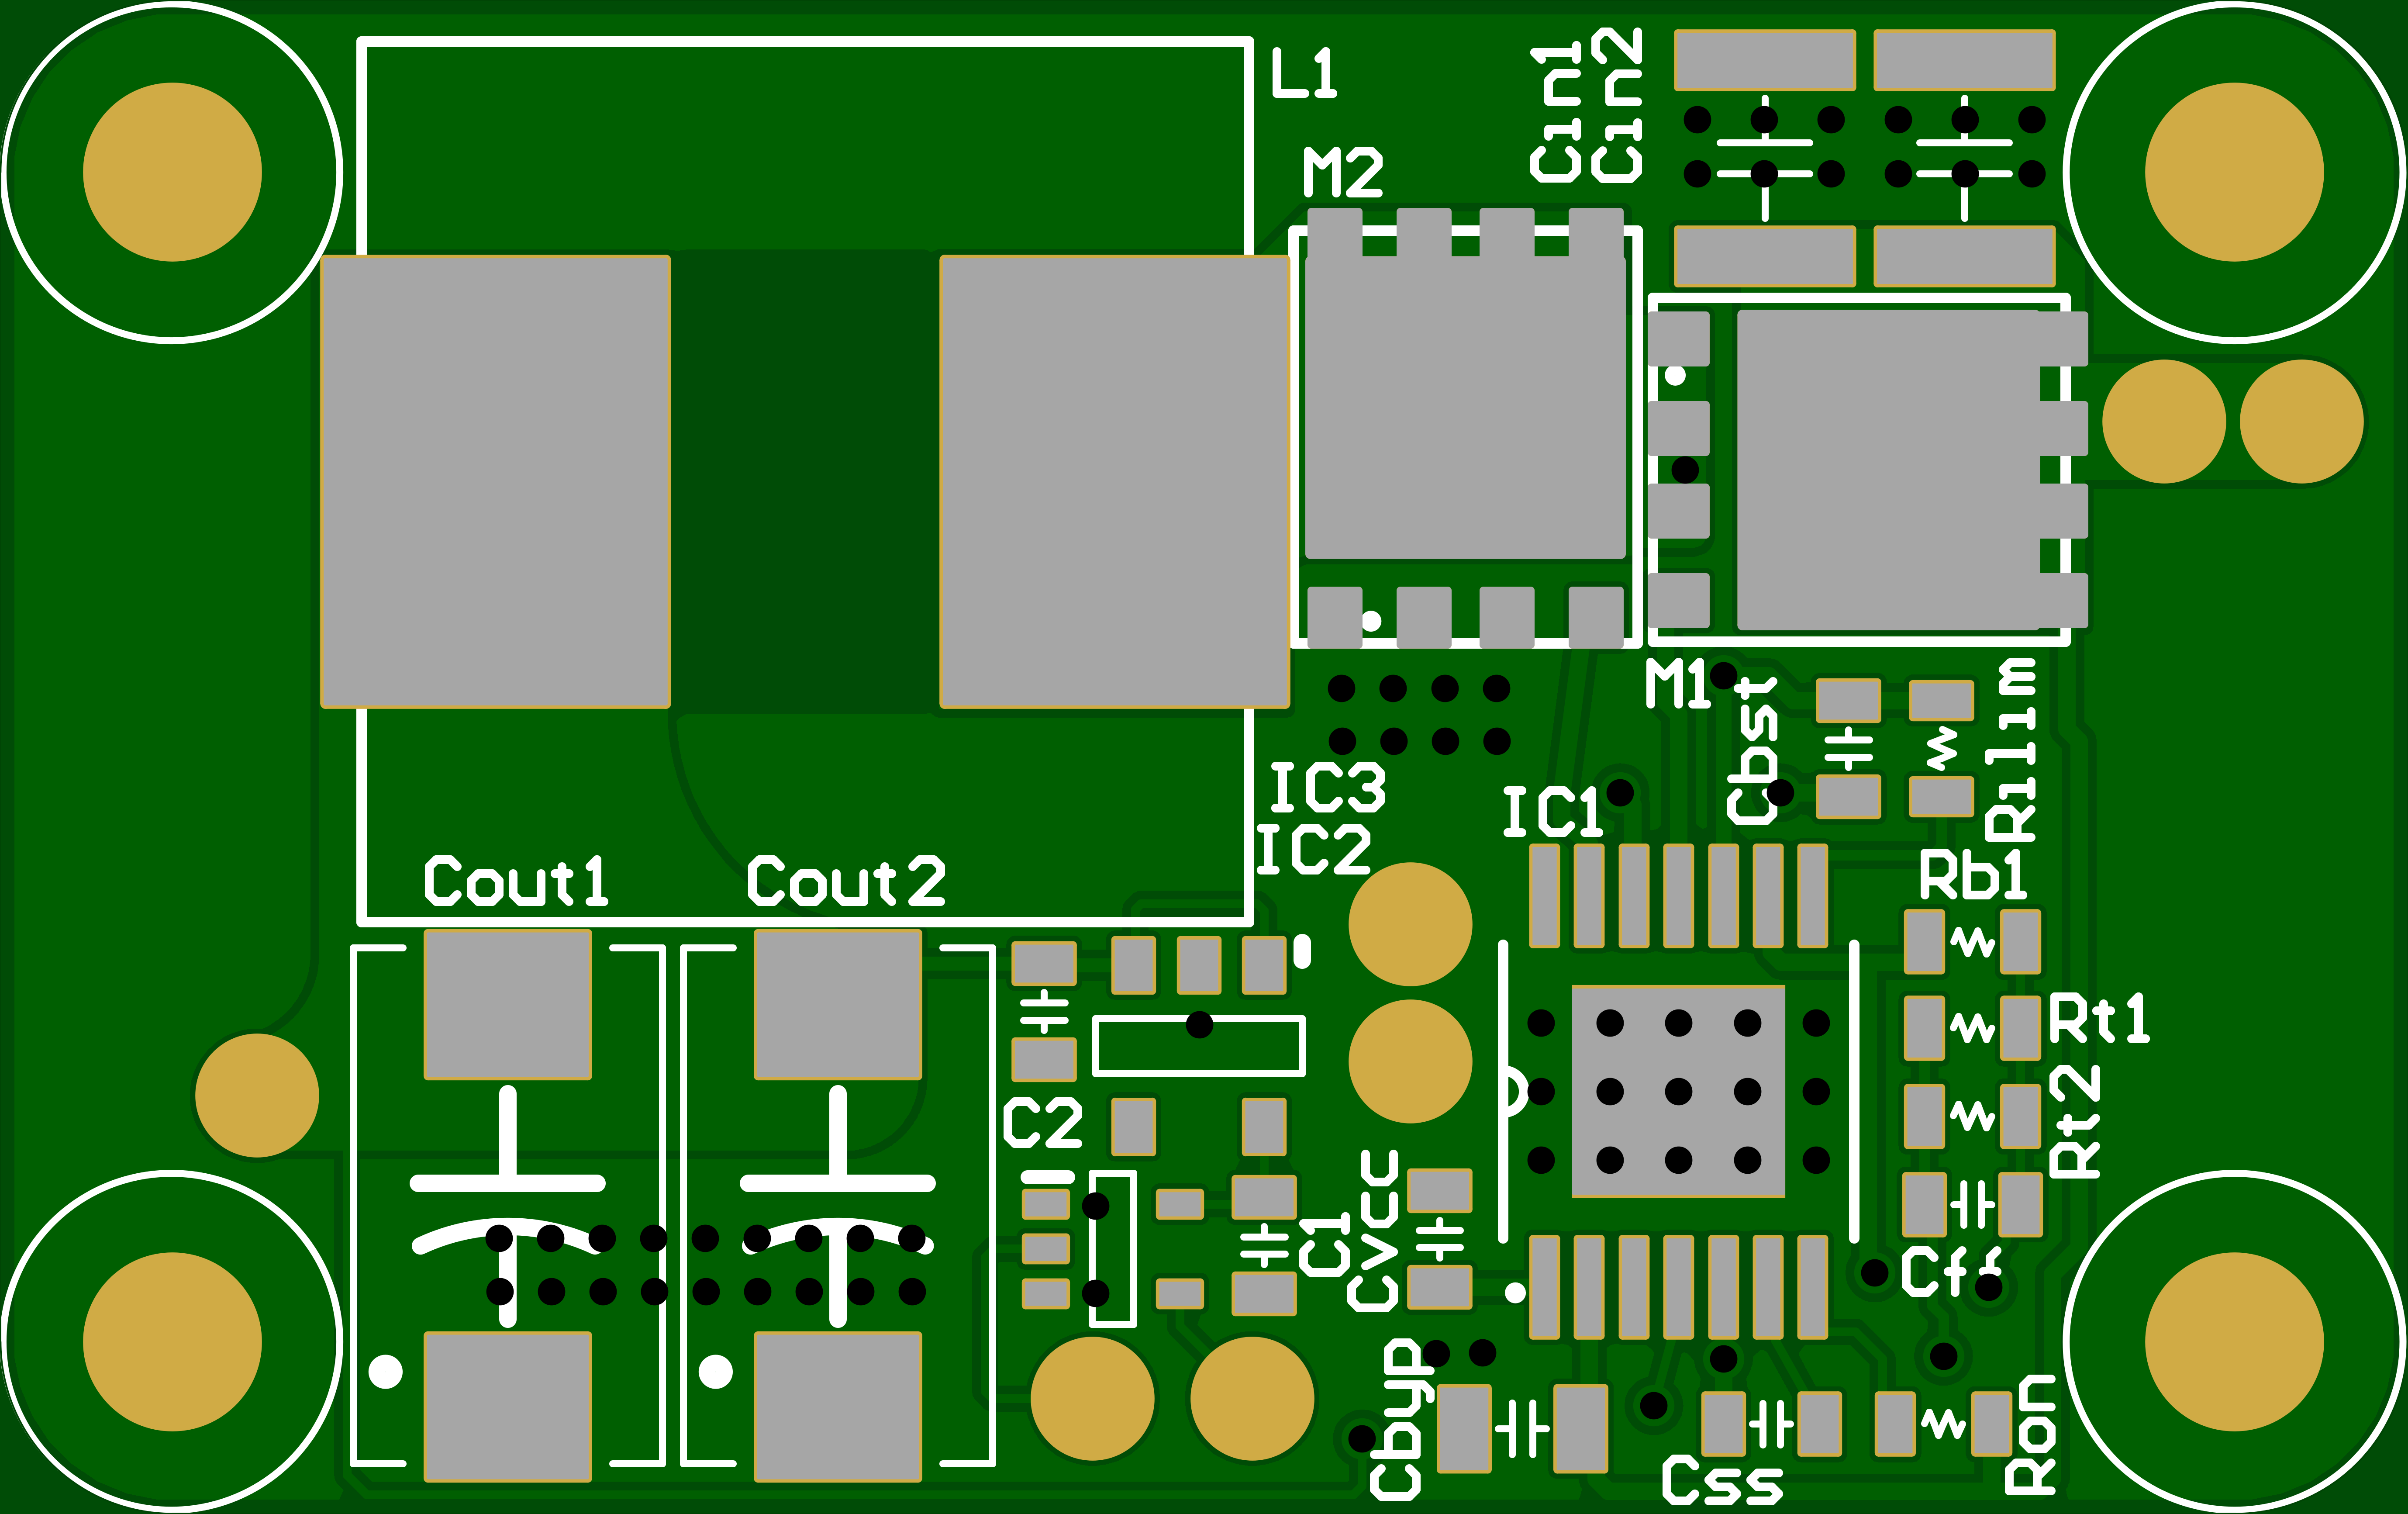 L1
Cin1
Cin2
M2
M1
Cbst
Rlim
IC3
IC1
IC2
Cout1
Cout2
Rb1
Rt1
C2
Rt2
C1
Cvcc
Cff
Cbyp
Css
Ron